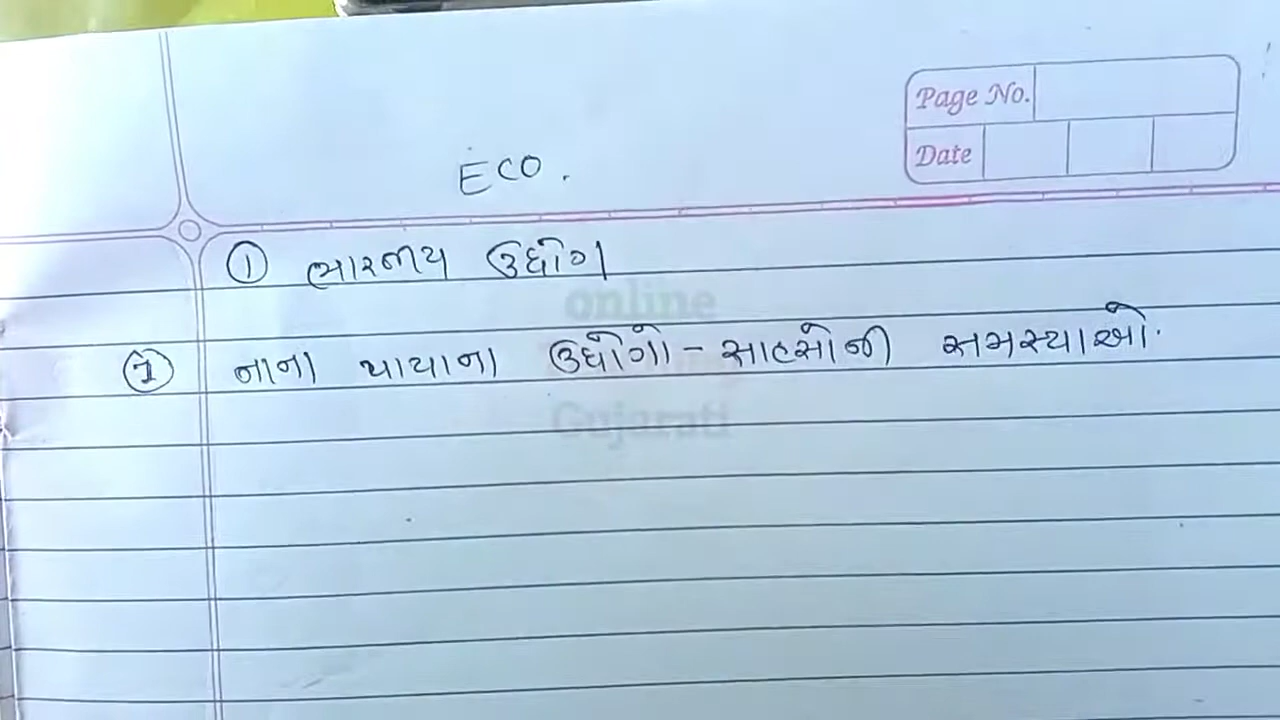 Page No.
Date
ECO.
① ભારતીય ઉદ્યોગ
① નાના પાયાના ઉદ્યોગો - સાહસોની સમસ્યાઓ.
online
Gujarati